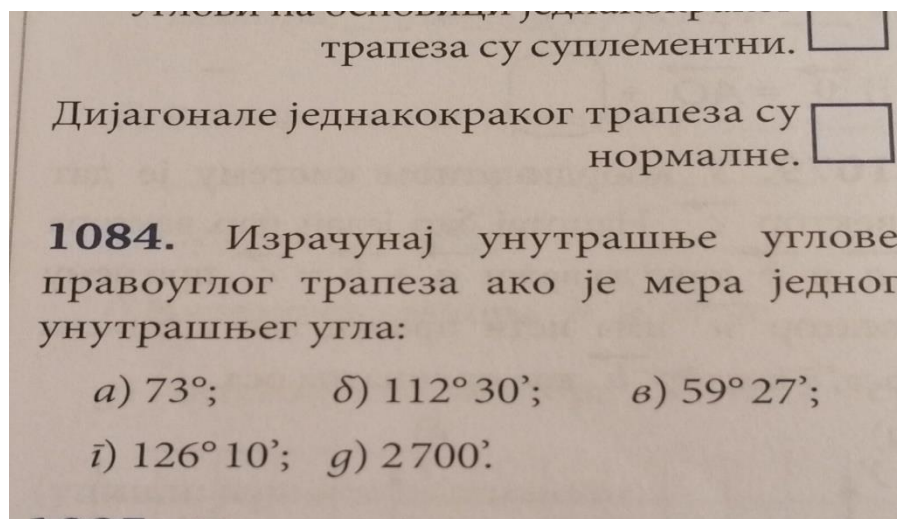 трапеза су суплементни.
Дијагонале једнакокраког трапеза су
нормалне.
1084. Израчунај унутрашње углове
правоуглог трапеза ако је мера једног
унутрашњег угла:
а) 73°; б) 112°30’; в) 59°27’;
г) 126°10’; д) 2700’.